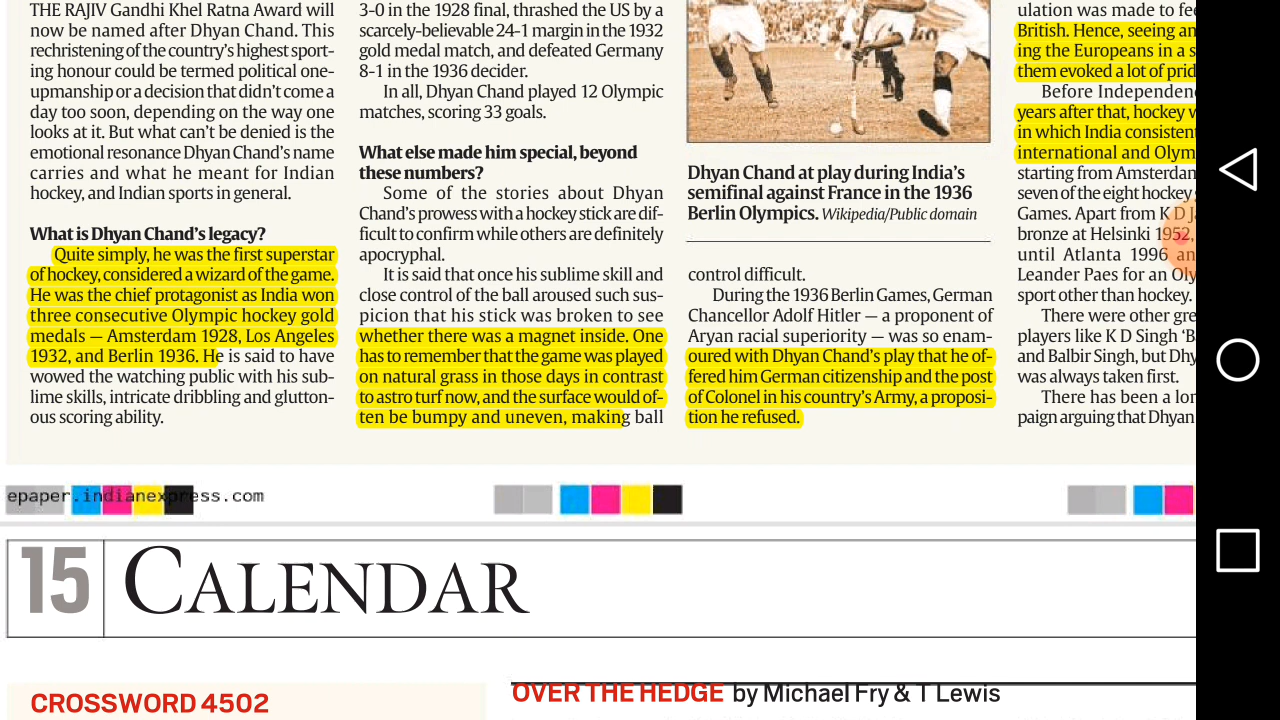 THE RAJIV Gandhi Khel Ratna Award will
now be named after Dhyan Chand. This
rechristening of the country's highest sport-
ing honour could be termed political one-
upmanship or a decision that didn't come a
day too soon, depending on the way one
looks at it. But what can't be denied is the
emotional resonance Dhyan Chand's name
carries and what he meant for Indian
hockey, and Indian sports in general.
What is Dhyan Chand's legacy?
Quite simply, he was the first superstar
of hockey, considered a wizard of the game.
He was the chief protagonist as India won
three consecutive Olympic hockey gold
medals — Amsterdam 1928, Los Angeles
1932, and Berlin 1936. He is said to have
wowed the watching public with his sub-
lime skills, intricate dribbling and glutton-
ous scoring ability.
3-0 in the 1928 final, thrashed the US by a
scarcely-believable 24-1 margin in the 1932
gold medal match, and defeated Germany
8-1 in the 1936 decider.
In all, Dhyan Chand played 12 Olympic
matches, scoring 33 goals.
What else made him special, beyond
these numbers?
Some of the stories about Dhyan
Chand's prowess with a hockey stick are dif-
ficult to confirm while others are definitely
apocryphal.
It is said that once his sublime skill and
close control of the ball aroused such sus-
picion that his stick was broken to see
whether there was a magnet inside. One
has to remember that the game was played
on natural grass in those days in contrast
to astro turf now, and the surface would of-
ten be bumpy and uneven, making ball
Dhyan Chand at play during India's
semifinal against France in the 1936
Berlin Olympics. Wikipedia/Public domain
control difficult.
During the 1936 Berlin Games, German
Chancellor Adolf Hitler — a proponent of
Aryan racial superiority — was so enam-
oured with Dhyan Chand's play that he of-
fered him German citizenship and the post
of Colonel in his country's Army, a proposi-
tion he refused.
ulation was made to fee
British. Hence, seeing an
ing the Europeans in a s
them evoked a lot of prid
Before Independenc
years after that, hockey w
in which India consistent
international and Olym
starting from Amsterdam
seven of the eight hockey
Games. Apart from K D Ja
bronze at Helsinki 1952,
until Atlanta 1996 an
Leander Paes for an Oly
sport other than hockey.
There were other gre
players like K D Singh 'B
and Balbir Singh, but Dhy
was always taken first.
There has been a lon
paign arguing that Dhyan
epaper.indianexpress.com
15 CALENDAR
CROSSWORD 4502
OVER THE HEDGE by Michael Fry & T Lewis